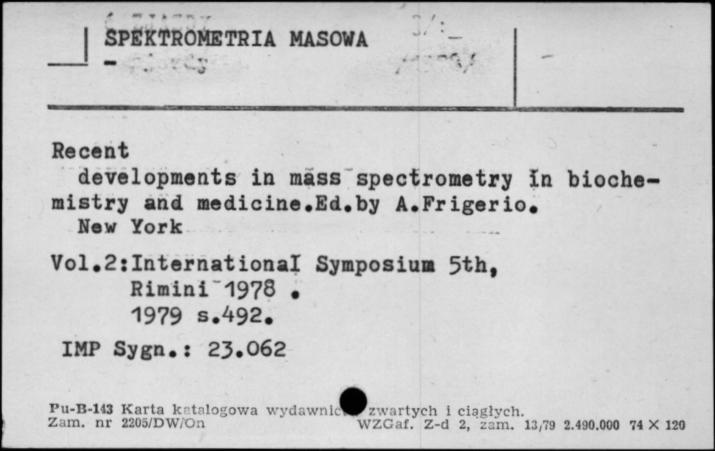 SPEKTROMETRIA MASOWA
-
Recent
developments in mass spectrometry in bioche-
mistry and medicine.Ed.by A.Frigerio.
New York
Vol.2:International Symposium 5th,
Rimini 1978 .
1979 s.492.
IMP Sygn.: 23.062
Pu-B-143 Karta katalogowa zwartych i ciągłych.
Zam. nr 2205/DW/On WZGaf. Z-d 2, zam. 13/79 2.490.000 74 X 120